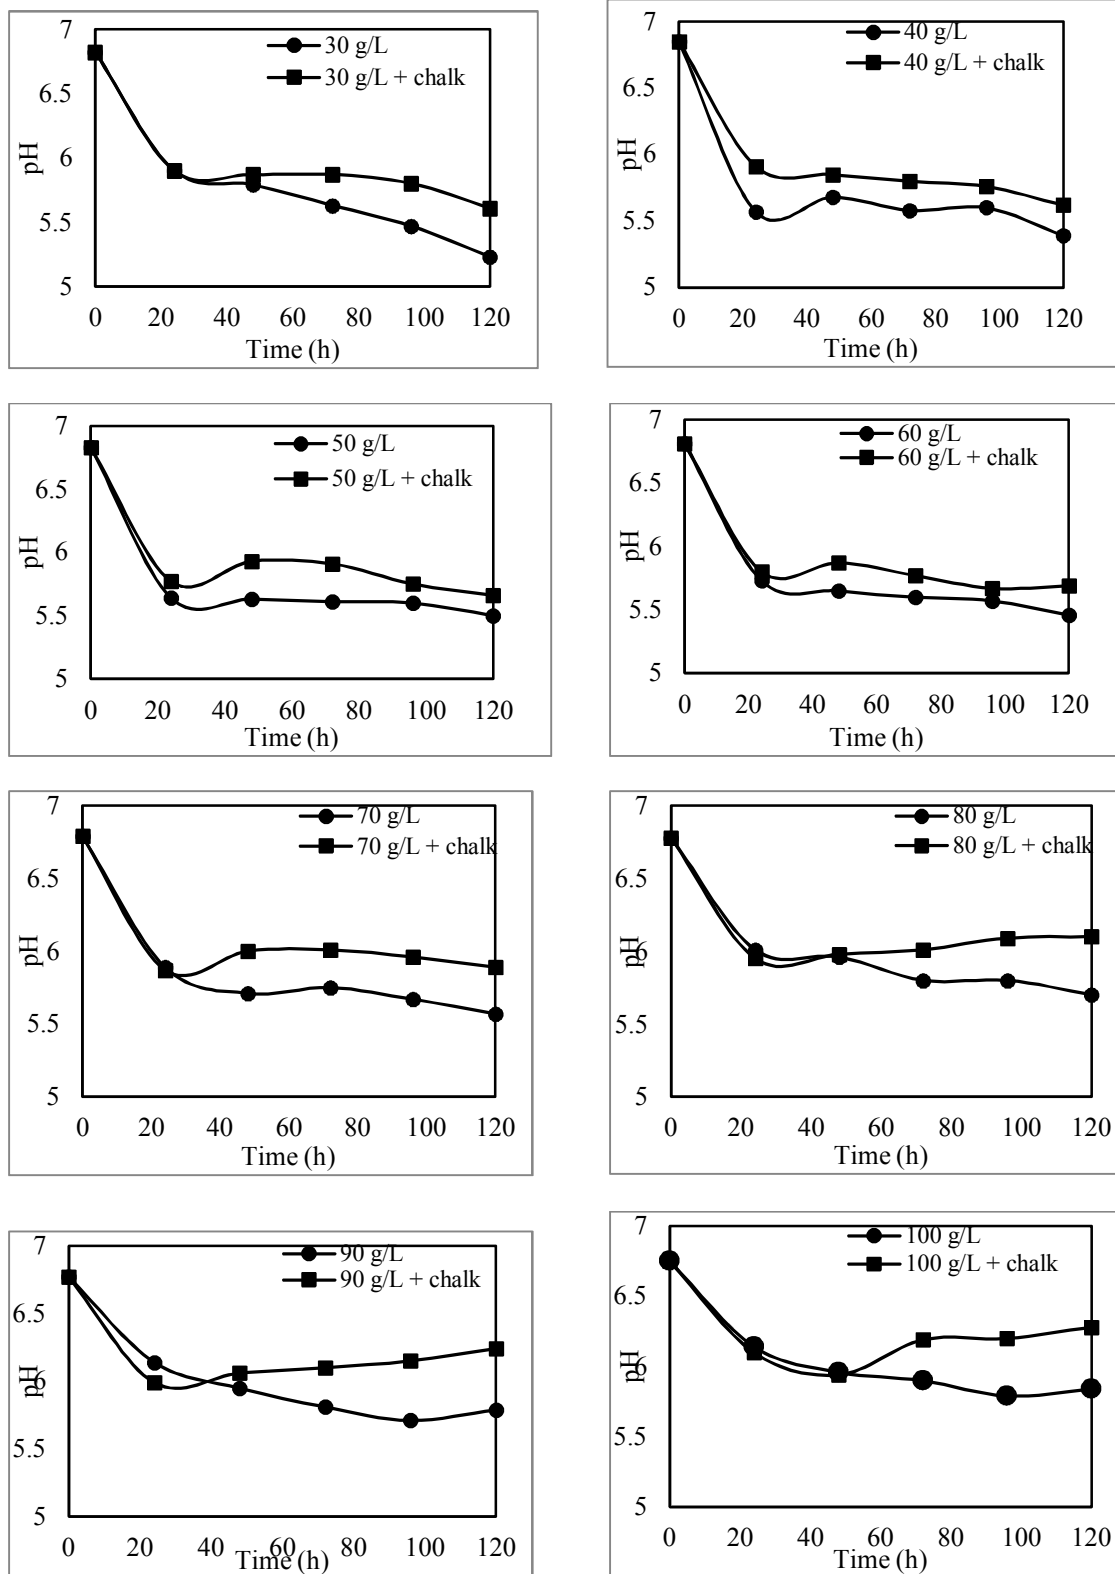 7
30 g/L
30 g/L + chalk
6.5
6
5.5
5
pH
0 20 40 60 80 100 120
Time (h)
7
40 g/L
40 g/L + chalk
6.5
6
5.5
5
pH
0 20 40 60 80 100 120
Time (h)
7
50 g/L
50 g/L + chalk
6.5
6
5.5
5
pH
0 20 40 60 80 100 120
Time (h)
7
60 g/L
60 g/L + chalk
6.5
6
5.5
5
pH
0 20 40 60 80 100 120
Time (h)
7
70 g/L
70 g/L + chalk
6.5
6
5.5
5
pH
0 20 40 60 80 100 120
Time (h)
7
80 g/L
80 g/L + chalk
6.5
6
5.5
5
pH
0 20 40 60 80 100 120
Time (h)
7
90 g/L
90 g/L + chalk
6.5
6
5.5
5
pH
0 20 40 60 80 100 120
Time (h)
7
100 g/L
100 g/L + chalk
6.5
6
5.5
5
pH
0 20 40 60 80 100 120
Time (h)